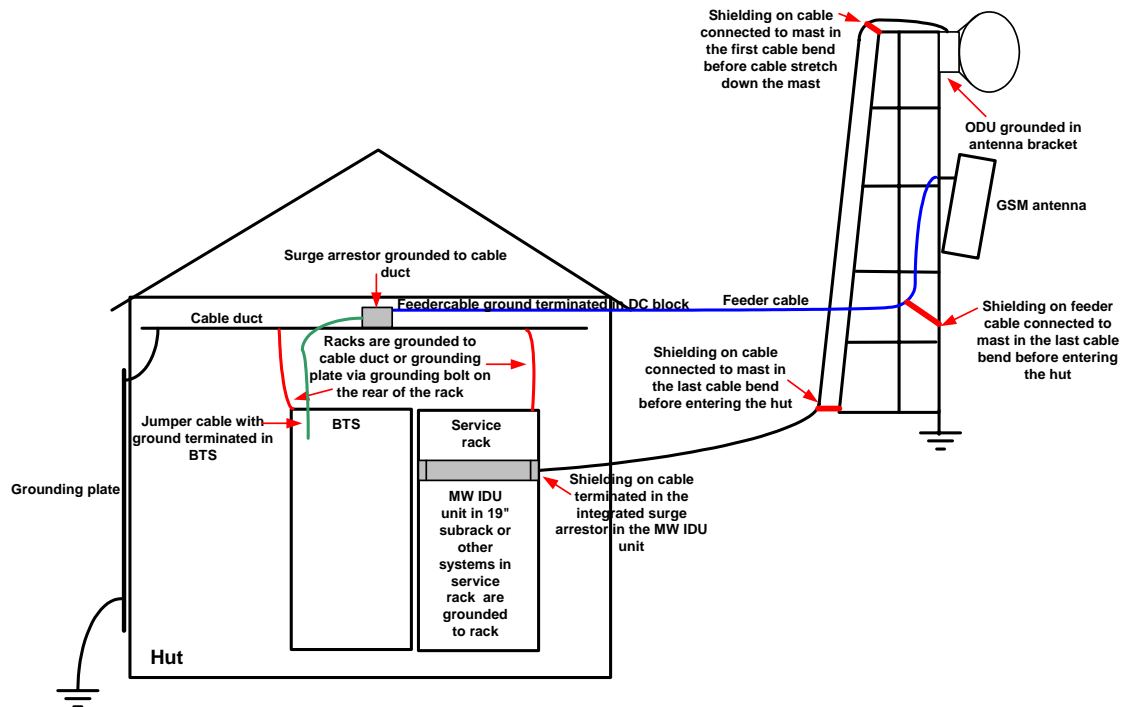 Shielding on cable
connected to mast in
the first cable bend
before cable stretch
down the mast
ODU grounded in
antenna bracket
GSM antenna
Surge arrestor grounded to cable
duct
Feedercable ground terminated in DC block
Feeder cable
Cable duct
Shielding on feeder
cable connected to
mast in the last cable
bend before entering
the hut
Racks are grounded to
cable duct or grounding
plate via grounding bolt on
the rear of the rack
Shielding on cable
connected to mast in
the last cable bend
before entering the hut
Jumper cable with
ground terminated in
BTS
BTS
Service
rack
Grounding plate
Shielding on cable
terminated in the
integrated surge
arrestor in the MW IDU
unit
MW IDU
unit in 19"
subrack or
other
systems in
service
rack are
grounded
to rack
Hut